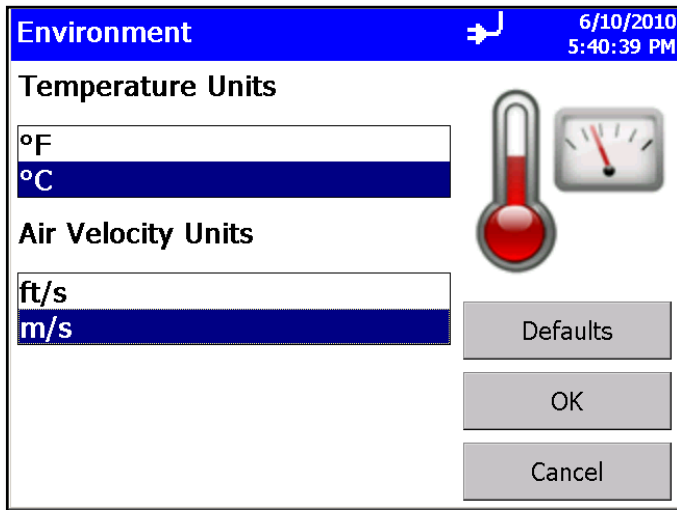 Environment
6/10/2010
5:40:39 PM
Temperature Units
°F
°C
Air Velocity Units
ft/s
m/s
Defaults
OK
Cancel